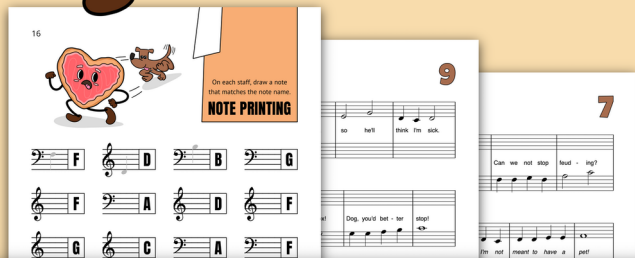 16
On each staff, draw a note
that matches the note name.
NOTE PRINTING
F D B G
F A D F
G C A F
9
so he'll think I'm sick.
Dog, you'd bet - ter stop!
7
Can we not stop feud - ing?
I'm not meant to have a pet!